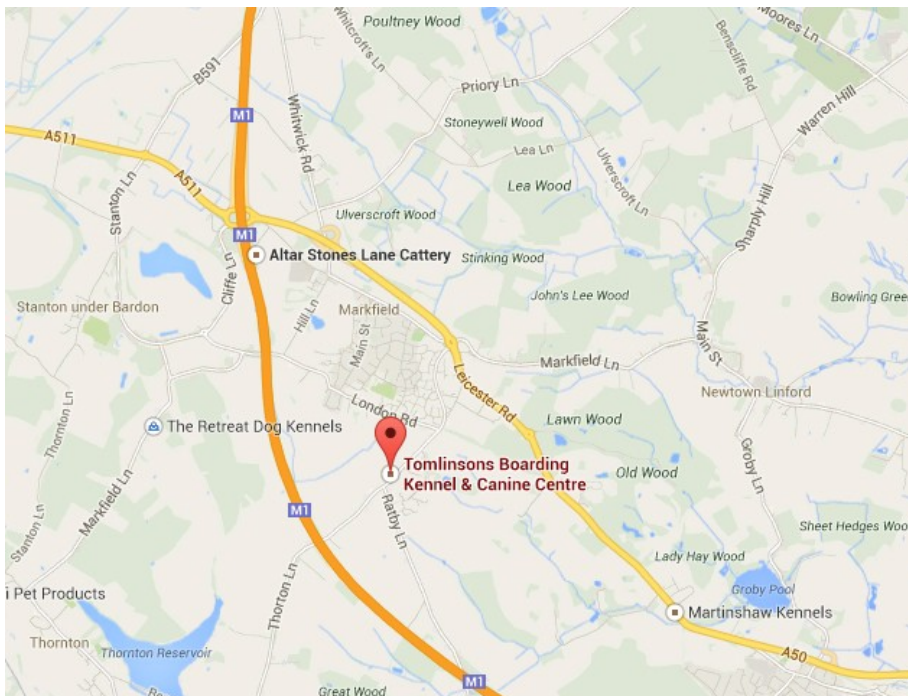 Poultney Wood
Moores Ln
Whitcroft's Ln
Benscliffe Rd
B591
Priory Ln
Warren Hill
M1
Whitwick Rd
Stoneywell Wood
A511
Lea Ln
Ulverscroft Ln
A511
Lea Wood
Stanton Ln
Ulverscroft Wood
Sharply Hill
M1
Altar Stones Lane Cattery
Stinking Wood
Cliffe Ln
John's Lee Wood
Bowling Gree
Stanton under Bardon
Hill Ln
Markfield
Main St
Main St
Markfield Ln
Leicester Rd
Newtown Linford
London Rd
Lawn Wood
Thornton Ln
The Retreat Dog Kennels
Groby Ln
Tomlinsons Boarding
Kennel & Canine Centre
Old Wood
Markfield Ln
M1
Ratby Ln
Stanton Ln
Sheet Hedges Woo
Lady Hay Wood
Thorton Ln
Groby Pool
i Pet Products
Martinshaw Kennels
Thornton
Thornton Reservoir
A50
M1
Great Wood